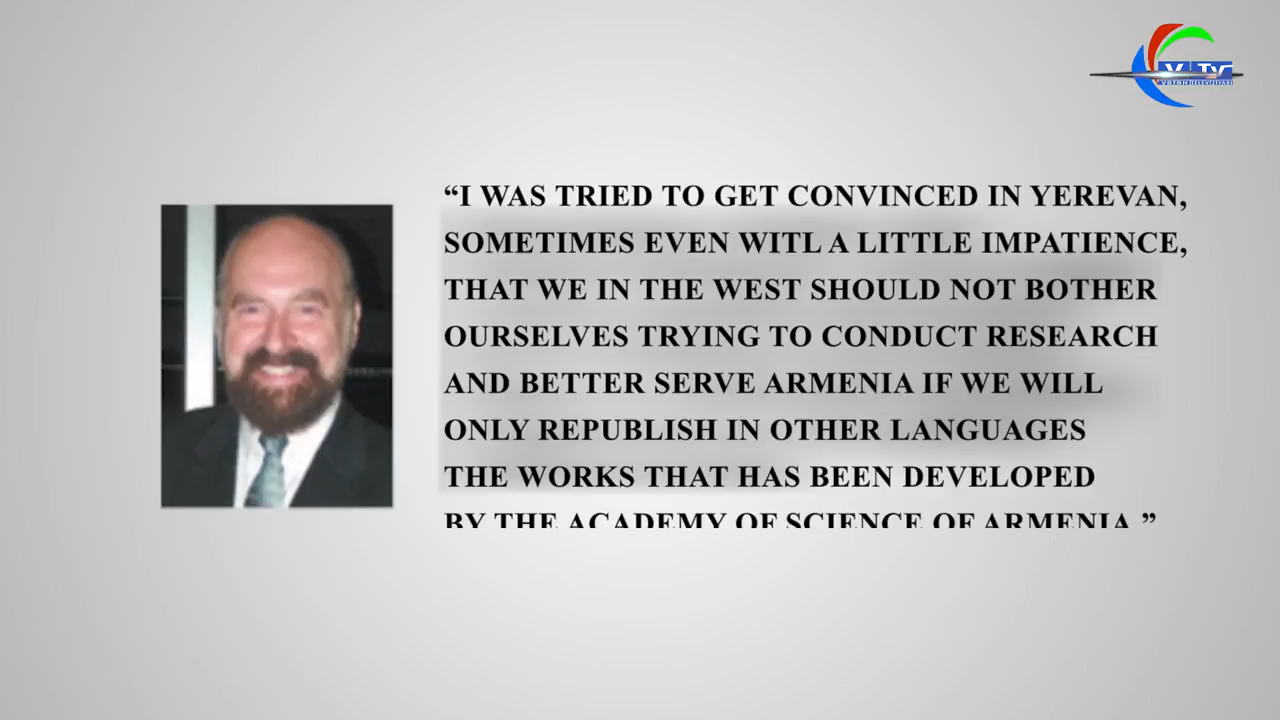 V TV
“I WAS TRIED TO GET CONVINCED IN YEREVAN,
SOMETIMES EVEN WITL A LITTLE IMPATIENCE,
THAT WE IN THE WEST SHOULD NOT BOTHER
OURSELVES TRYING TO CONDUCT RESEARCH
AND BETTER SERVE ARMENIA IF WE WILL
ONLY REPUBLISH IN OTHER LANGUAGES
THE WORKS THAT HAS BEEN DEVELOPED
BY THE ACADEMY OF SCIENCE OF ARMENIA.”